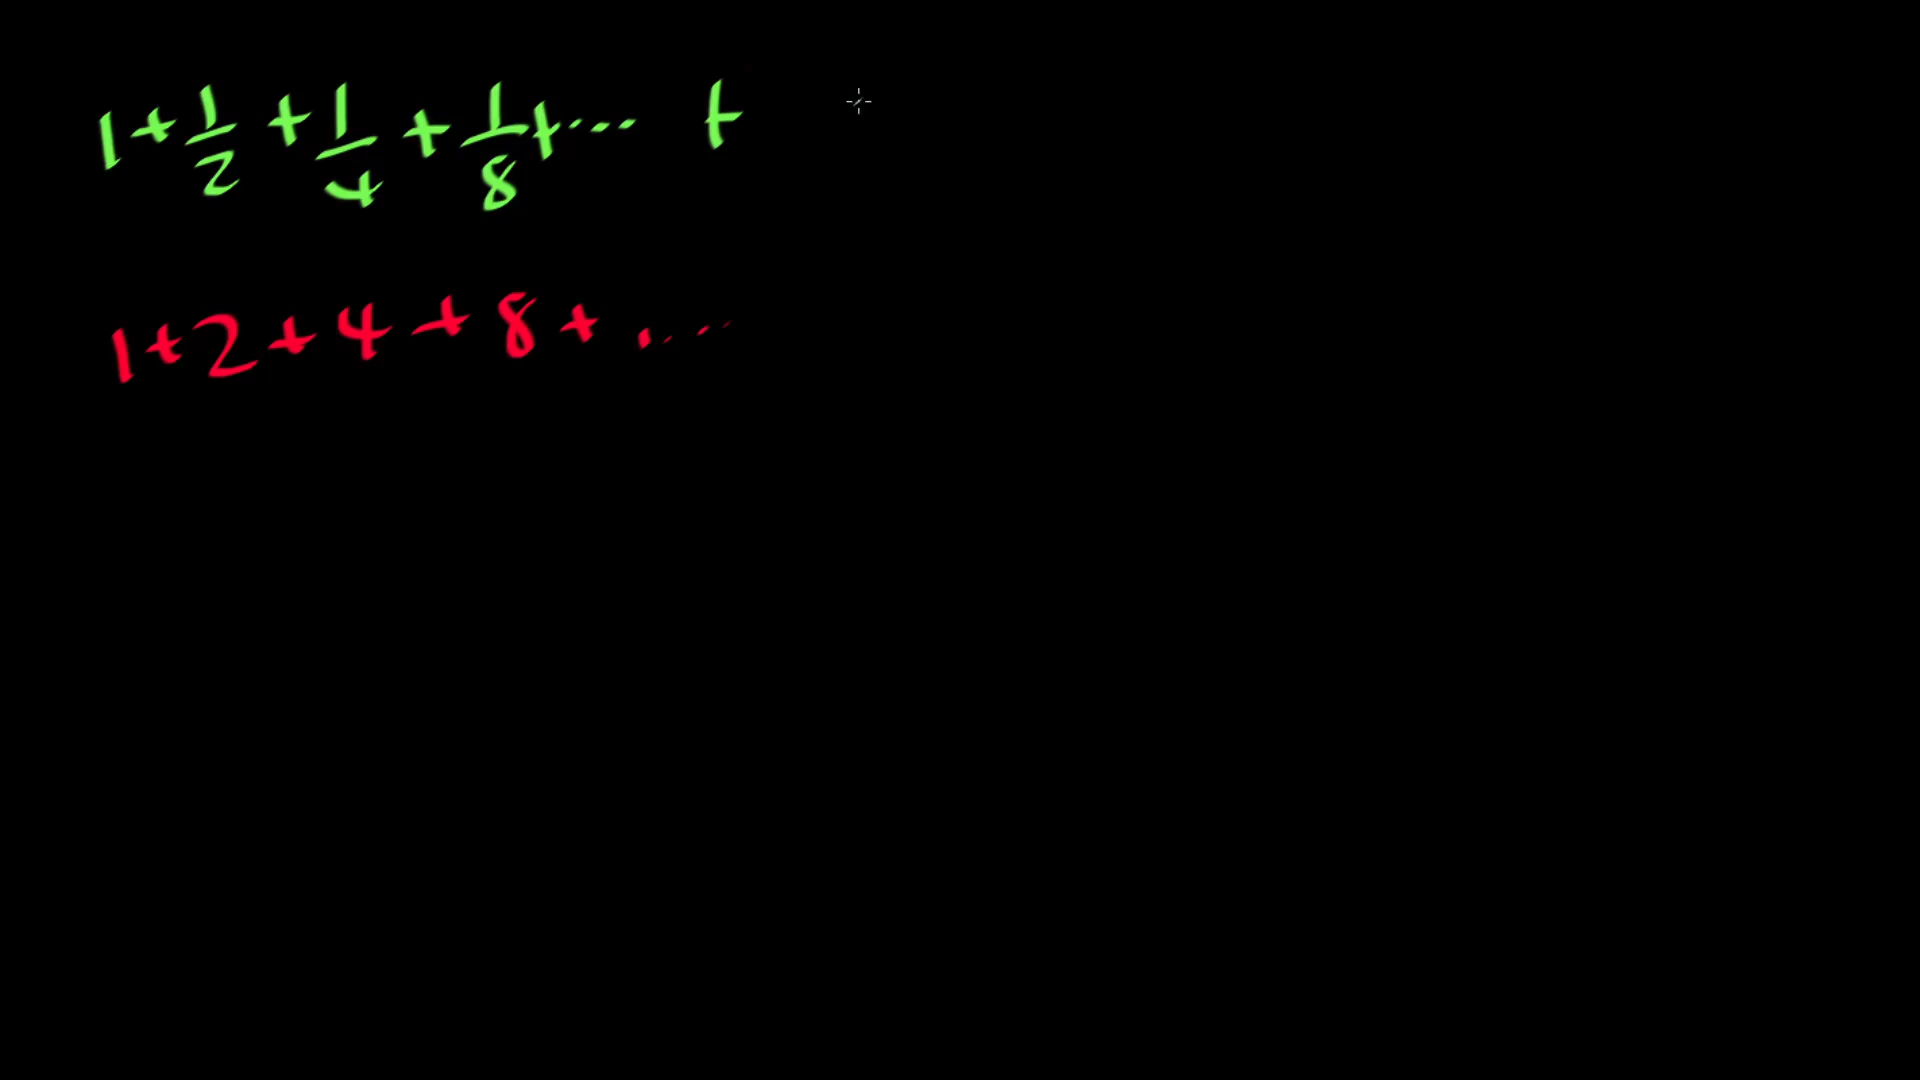 1 + 1/2 + 1/4 + 1/8 + ... +
1 + 2 + 4 + 8 + ....